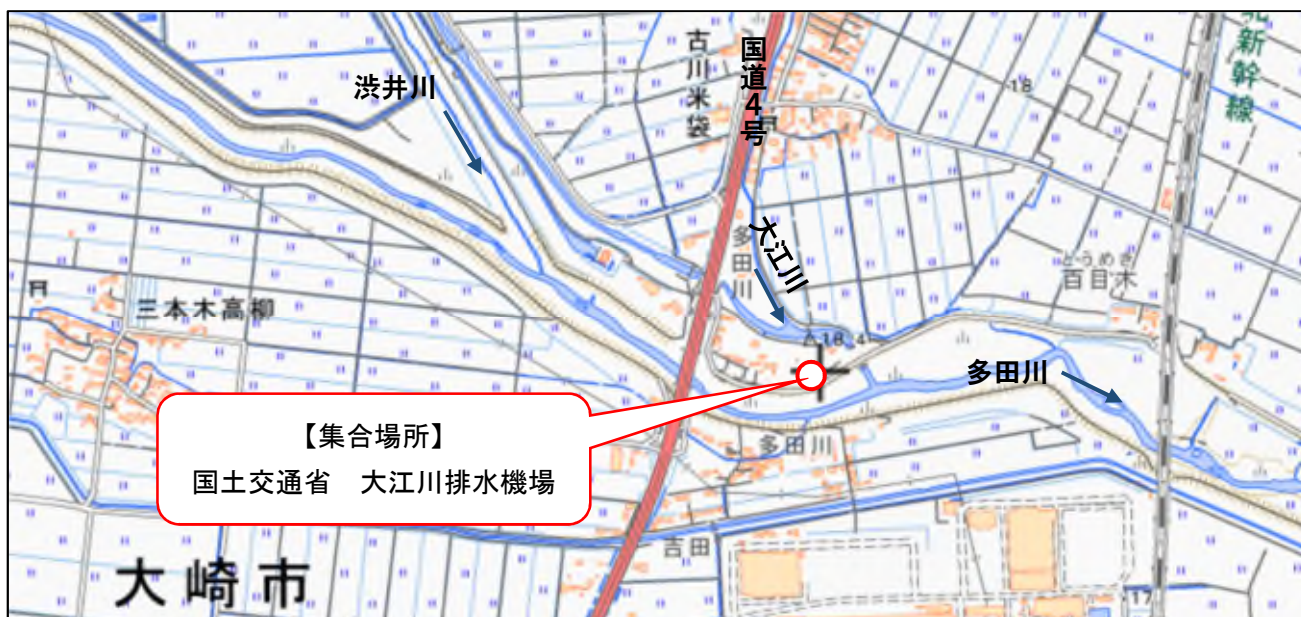 渋井川
古川米袋
国道4号
18
東北新幹線
大江川
多田川
とうめき
百目木
三本木高柳
18.4
多田川
【集合場所】
国土交通省 大江川排水機場
多田川
吉田
大崎市
17